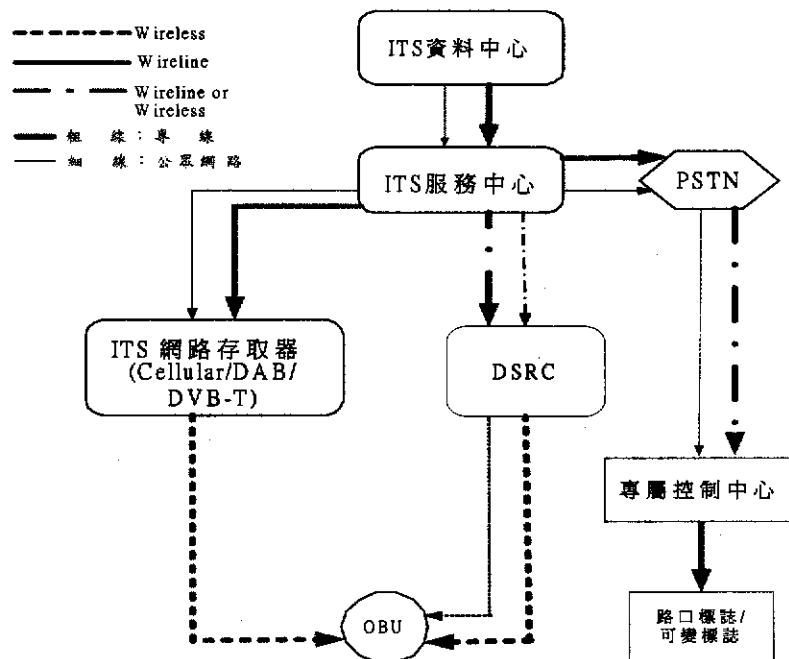 Wireless
Wireline
Wireline or
Wireless
粗 線：專 線
細 線：公眾網路
ITS資料中心
ITS服務中心
PSTN
ITS 網路存取器
(Cellular/DAB/
DVB-T)
DSRC
專屬控制中心
OBU
路口標誌/
可變標誌